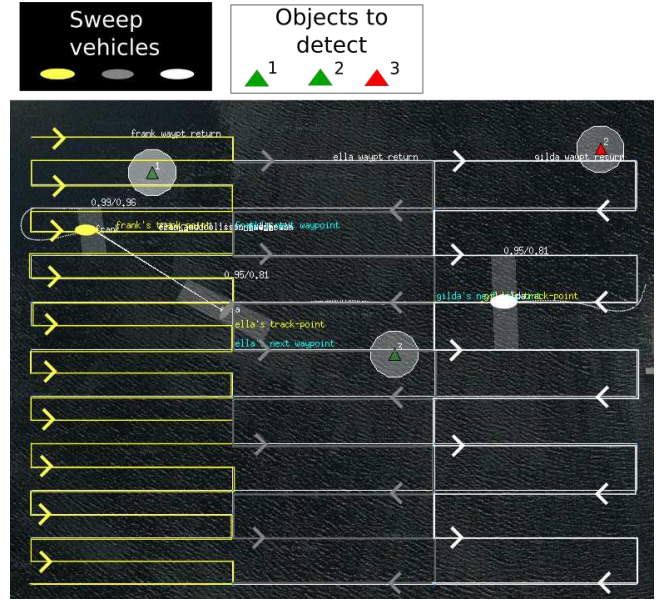 Sweep
vehicles
Objects to
detect
1
2
3
frank waypt return
ella waypt return
gilda waypt return
2
1
0.99/0.96
frank's track-point
waypoint
frank
0.95/0.81
0.95/0.81
gilda's
track-point
ella's track-point
ella's next waypoint
3